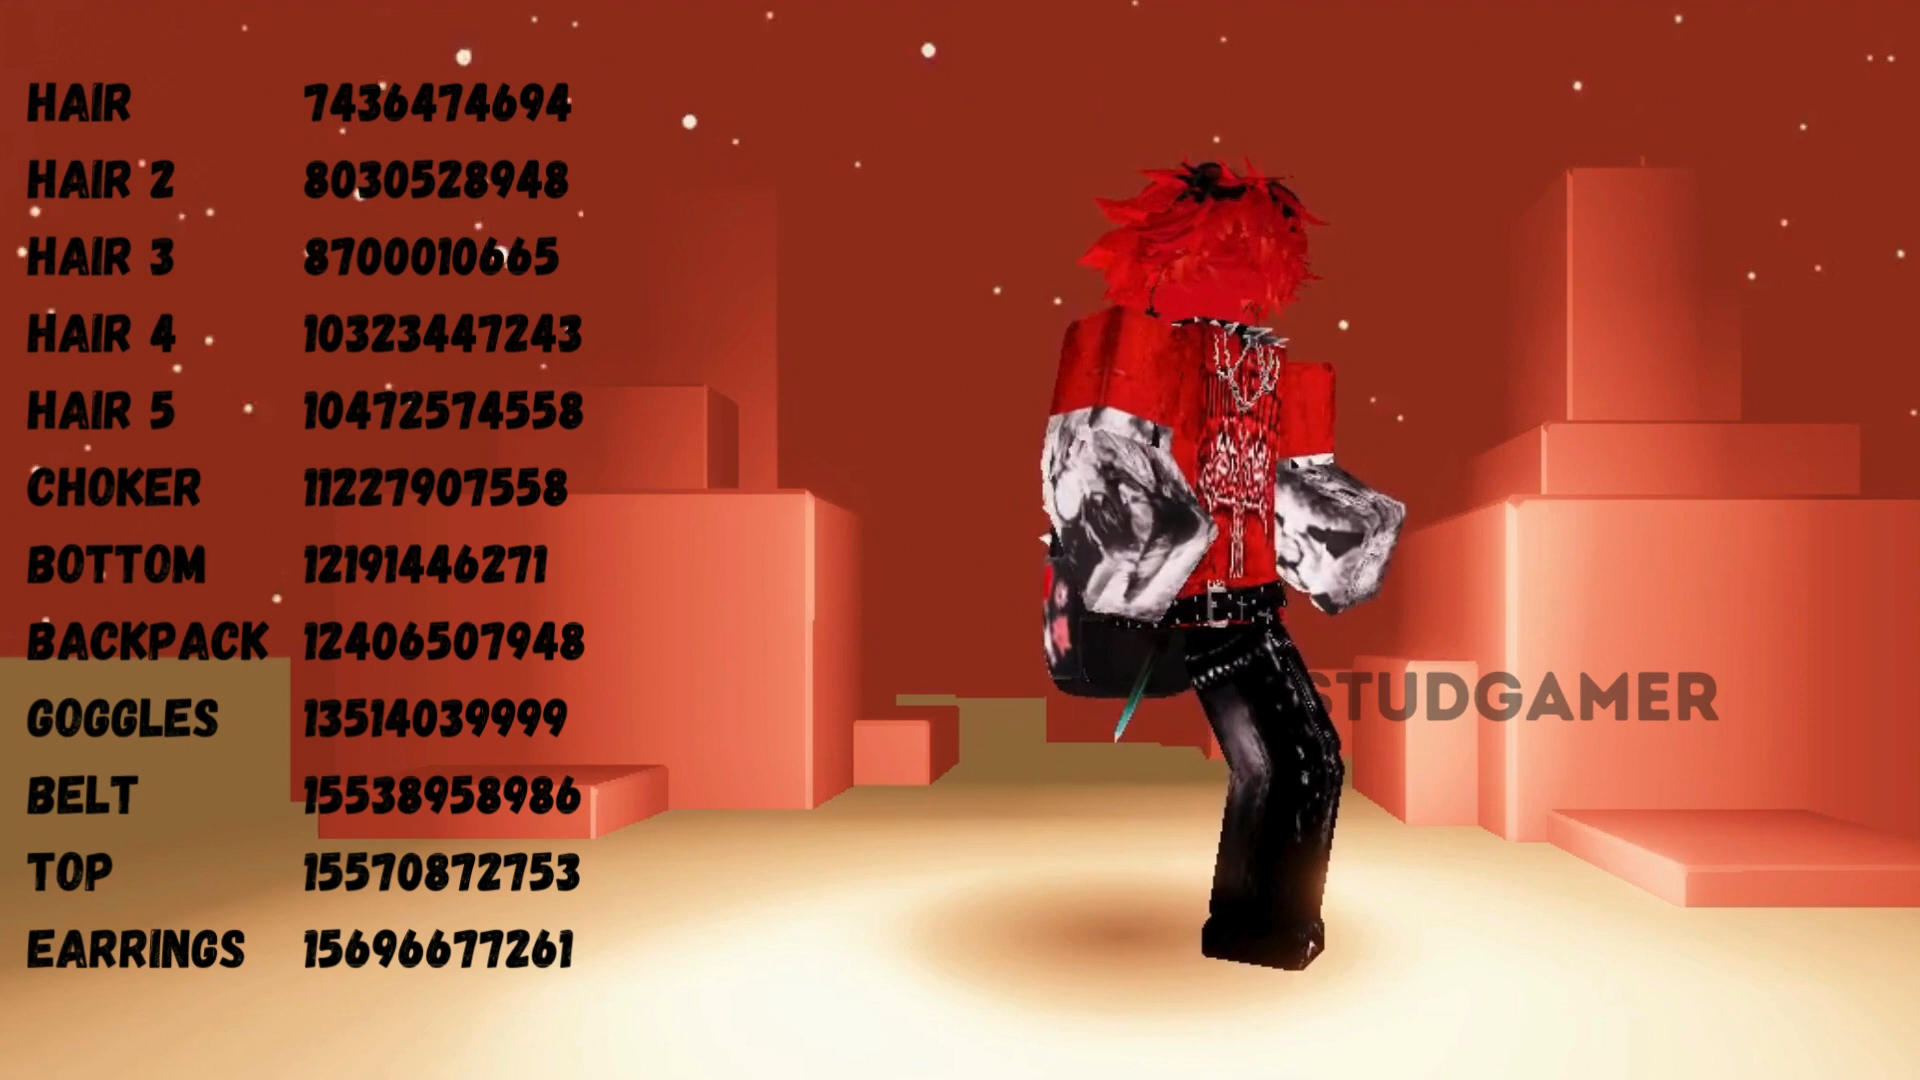 HAIR 7436474694
HAIR 2 8030528948
HAIR 3 8700010665
HAIR 4 10323447243
HAIR 5 10472574558
CHOKER 11227907558
BOTTOM 12191446271
BACKPACK 12406507948
GOGGLES 13514039999
STUDGAMER
BELT 15538958986
TOP 15570872753
EARRINGS 15696677261